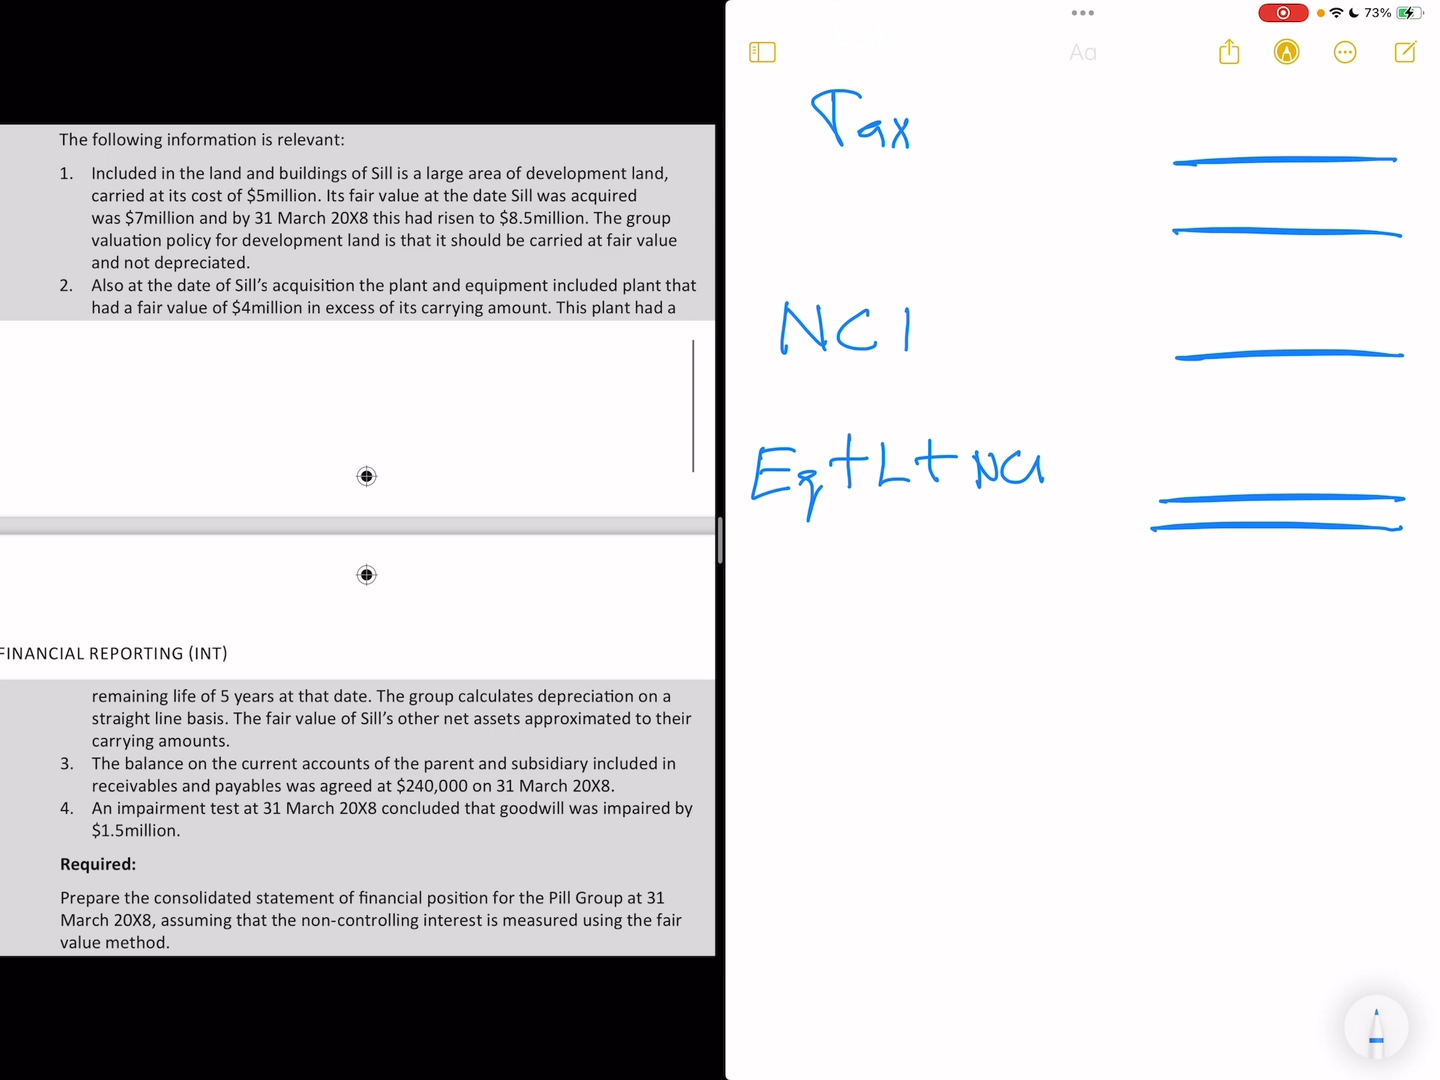 73%
Aa
The following information is relevant:
1. Included in the land and buildings of Sill is a large area of development land,
carried at its cost of $5million. Its fair value at the date Sill was acquired
was $7million and by 31 March 20X8 this had risen to $8.5million. The group
valuation policy for development land is that it should be carried at fair value
and not depreciated.
2. Also at the date of Sill's acquisition the plant and equipment included plant that
had a fair value of $4million in excess of its carrying amount. This plant had a
FINANCIAL REPORTING (INT)
remaining life of 5 years at that date. The group calculates depreciation on a
straight line basis. The fair value of Sill's other net assets approximated to their
carrying amounts.
3. The balance on the current accounts of the parent and subsidiary included in
receivables and payables was agreed at $240,000 on 31 March 20X8.
4. An impairment test at 31 March 20X8 concluded that goodwill was impaired by
$1.5million.
Required:
Prepare the consolidated statement of financial position for the Pill Group at 31
March 20X8, assuming that the non-controlling interest is measured using the fair
value method.
Tax
NCI
Eq+L+NCI